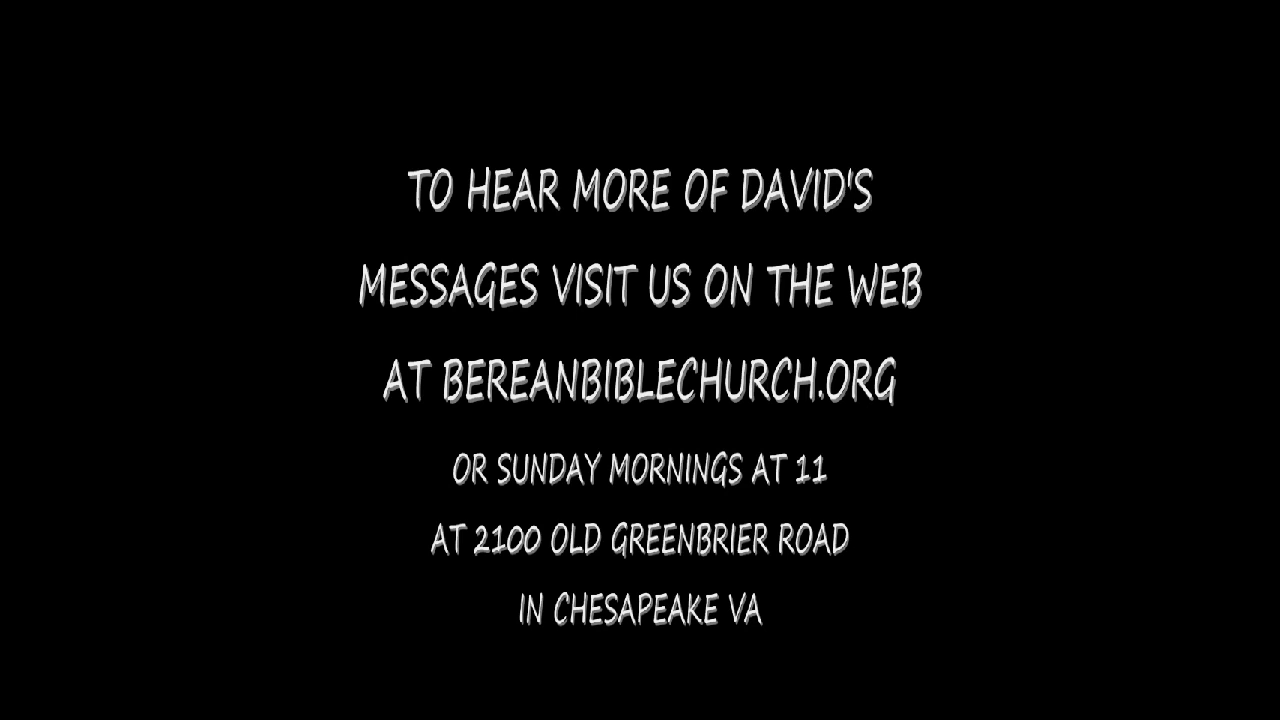 TO HEAR MORE OF DAVID'S
MESSAGES VISIT US ON THE WEB
AT BEREANBIBLECHURCH.ORG
OR SUNDAY MORNINGS AT 11
AT 2100 OLD GREENBRIER ROAD
IN CHESAPEAKE VA